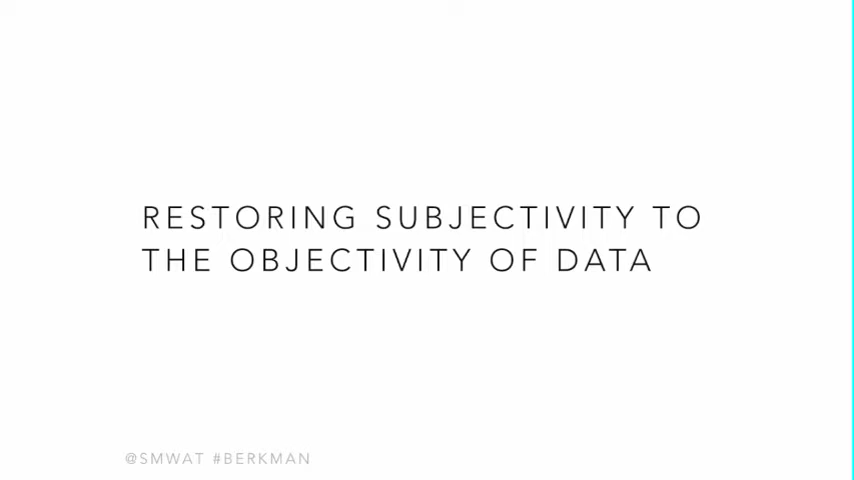 RESTORING SUBJECTIVITY TO
THE OBJECTIVITY OF DATA
@SMWAT #BERKMAN